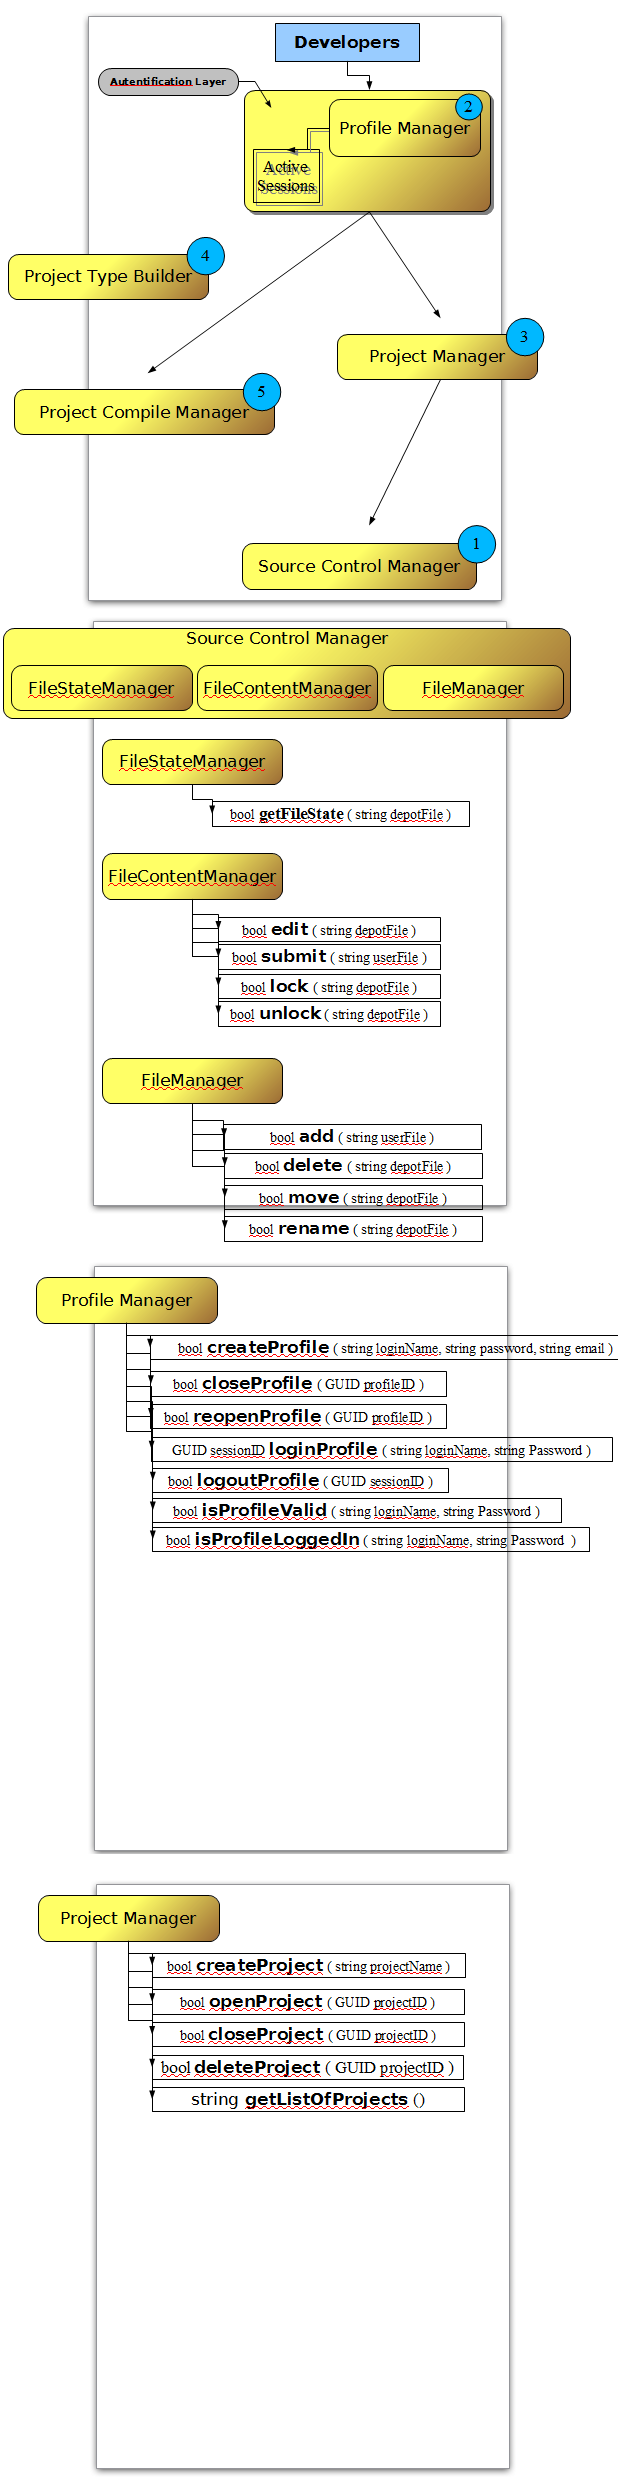 Developers
Autentification Layer
2
Profile Manager
Active
Sessions
4
Project Type Builder
3
Project Manager
5
Project Compile Manager
1
Source Control Manager
Source Control Manager
FileStateManager
FileContentManager
FileManager
FileStateManager
bool getFileState ( string depotFile )
FileContentManager
bool edit ( string depotFile )
bool submit ( string userFile )
bool lock ( string depotFile )
bool unlock ( string depotFile )
FileManager
bool add ( string userFile )
bool delete ( string depotFile )
bool move ( string depotFile )
bool rename ( string depotFile )
Profile Manager
bool createProfile ( string loginName, string password, string email )
bool closeProfile ( GUID profileID )
bool reopenProfile ( GUID profileID )
GUID sessionID loginProfile ( string loginName, string Password )
bool logoutProfile ( GUID sessionID )
bool isProfileValid ( string loginName, string Password )
bool isProfileLoggedIn ( string loginName, string Password )
Project Manager
bool createProject ( string projectName )
bool openProject ( GUID projectID )
bool closeProject ( GUID projectID )
bool deleteProject ( GUID projectID )
string getListOfProjects ()